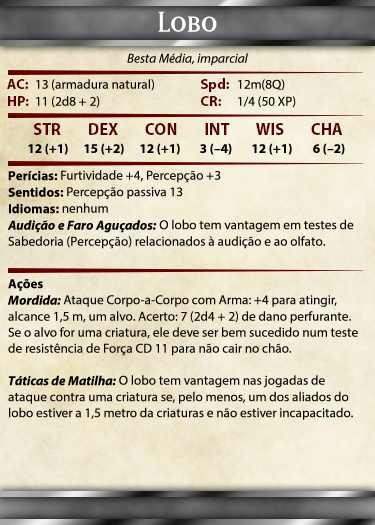 LOBO
Besta Média, imparcial
AC: 13 (armadura natural) Spd: 12m(8Q)
HP: 11 (2d8 + 2) CR: 1/4 (50 XP)
STR DEX CON INT WIS CHA
12 (+1) 15 (+2) 12 (+1) 3 (–4) 12 (+1) 6 (–2)
Perícias: Furtividade +4, Percepção +3
Sentidos: Percepção passiva 13
Idiomas: nenhum
Audição e Faro Aguçados: O lobo tem vantagem em testes de
Sabedoria (Percepção) relacionados à audição e ao olfato.
Ações
Mordida: Ataque Corpo-a-Corpo com Arma: +4 para atingir,
alcance 1,5 m, um alvo. Acerto: 7 (2d4 + 2) de dano perfurante.
Se o alvo for uma criatura, ele deve ser bem sucedido num teste
de resistência de Força CD 11 para não cair no chão.
Táticas de Matilha: O lobo tem vantagem nas jogadas de
ataque contra uma criatura se, pelo menos, um dos aliados do
lobo estiver a 1,5 metro da criaturas e não estiver incapacitado.